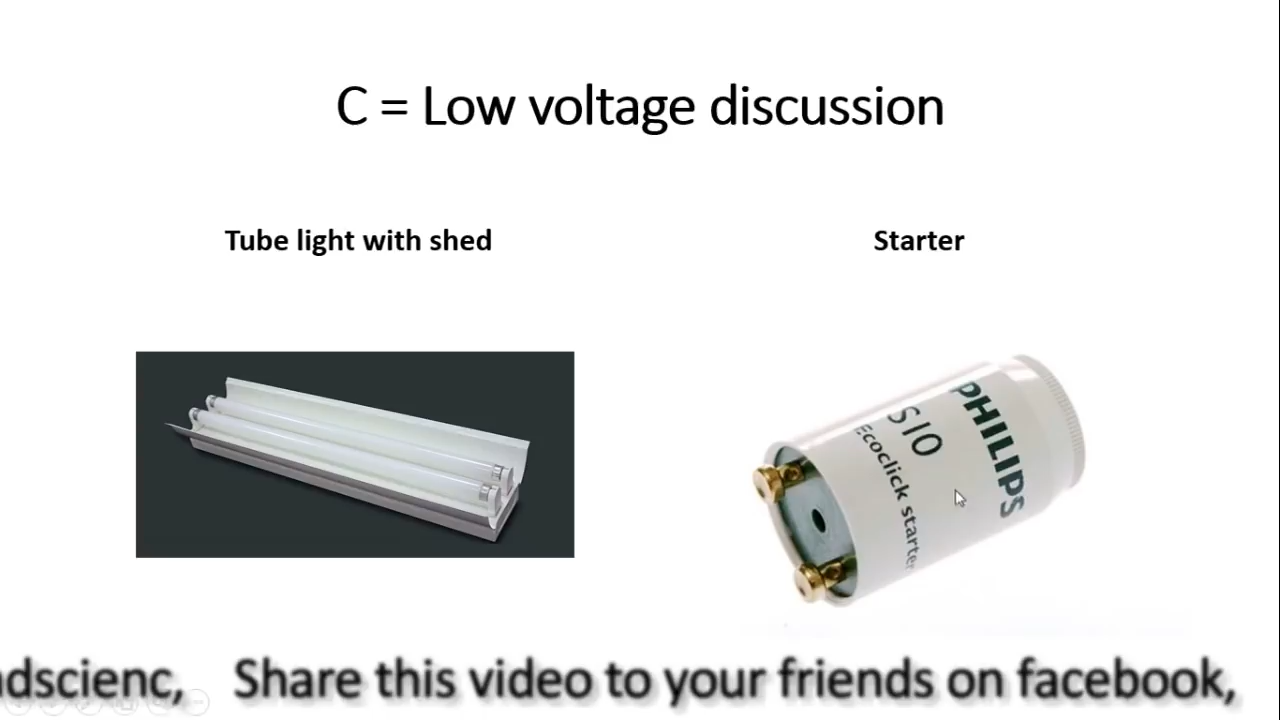 C = Low voltage discussion
Tube light with shed
Starter
PHILIPS
S10
Ecoclick starter
dscienc, Share this video to your friends on facebook,